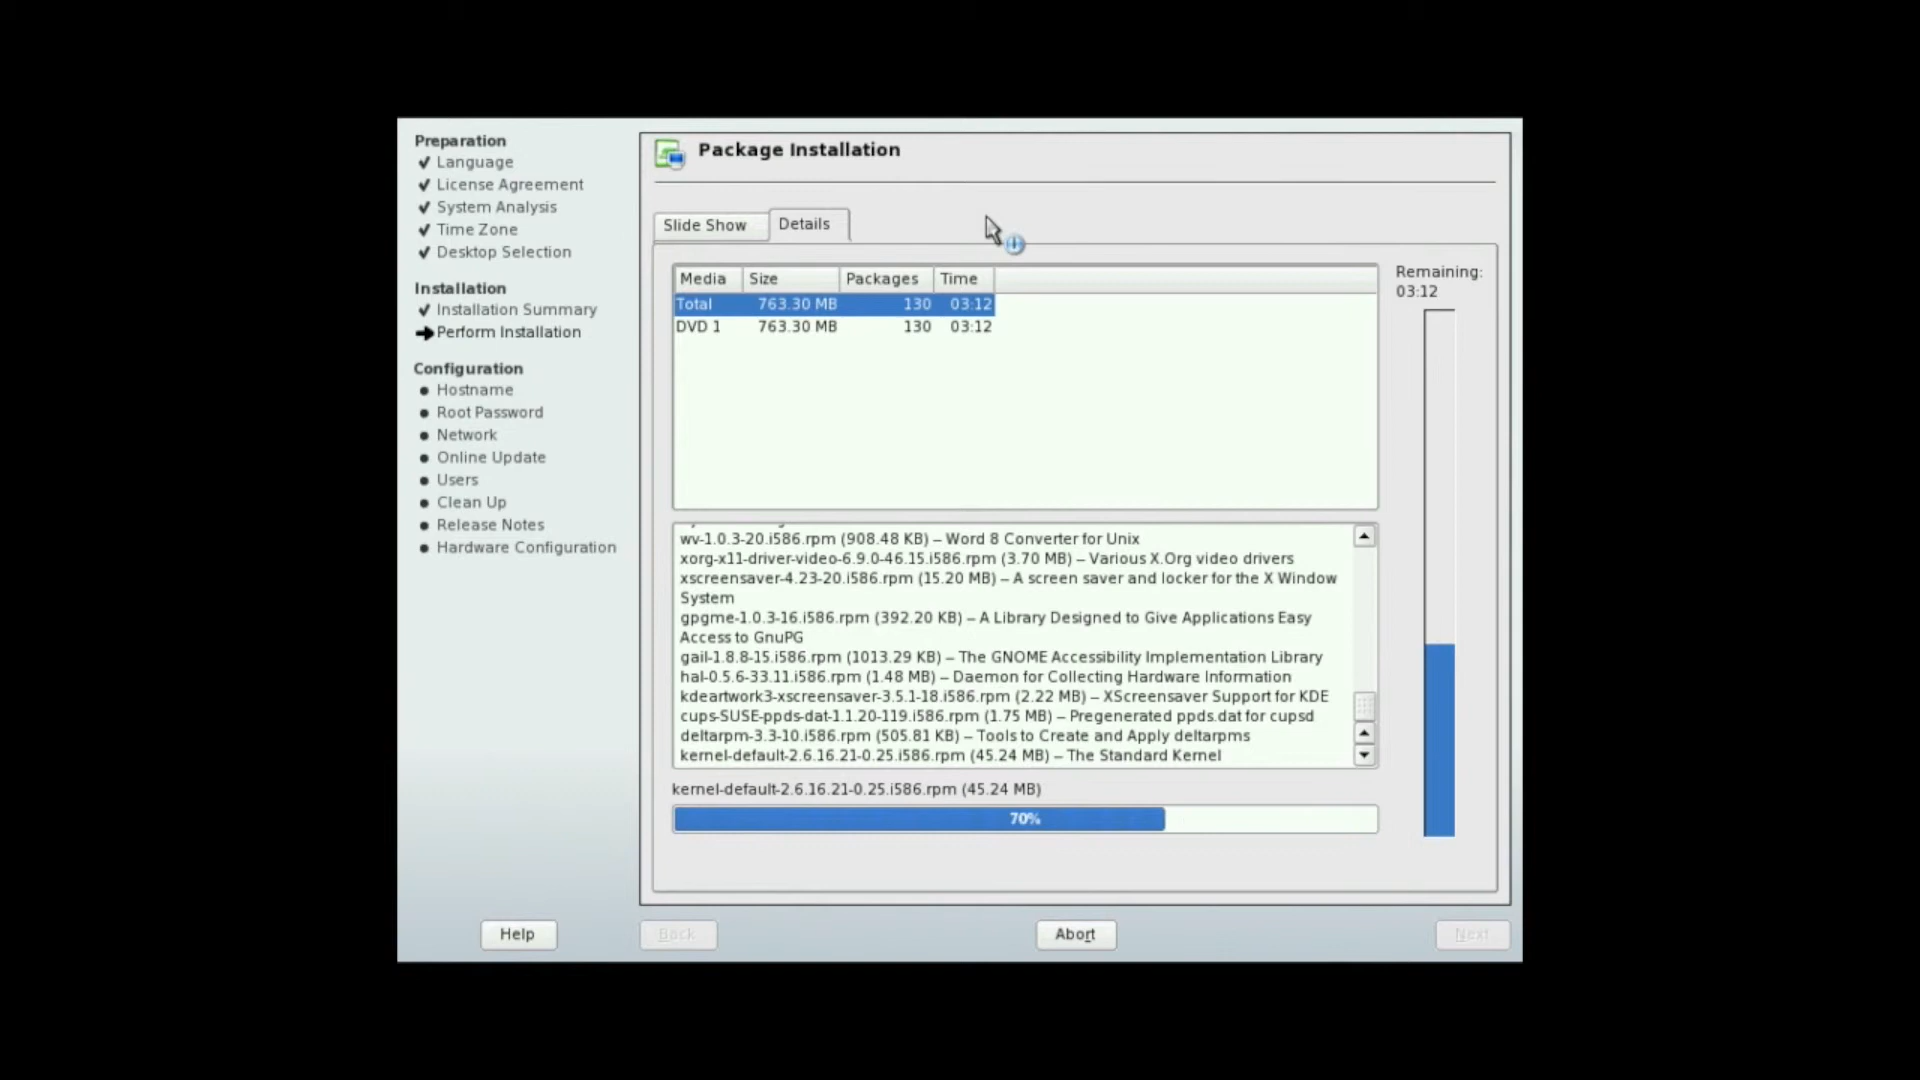 Preparation
Language
License Agreement
System Analysis
Time Zone
Desktop Selection
Installation
Installation Summary
Perform Installation
Configuration
Hostname
Root Password
Network
Online Update
Users
Clean Up
Release Notes
Hardware Configuration
Help
Package Installation
Slide Show
Details
Media Size Packages Time
Total 763.30 MB 130 03:12
DVD 1 763.30 MB 130 03:12
Remaining:
03:12
wv-1.0.3-20.i586.rpm (908.48 KB) – Word 8 Converter for Unix
xorg-x11-driver-video-6.9.0-46.15.i586.rpm (3.70 MB) – Various X.Org video drivers
xscreensaver-4.23-20.i586.rpm (15.20 MB) – A screen saver and locker for the X Window
System
gpgme-1.0.3-16.i586.rpm (392.20 KB) – A Library Designed to Give Applications Easy
Access to GnuPG
gail-1.8.8-15.i586.rpm (1013.29 KB) – The GNOME Accessibility Implementation Library
hal-0.5.6-33.11.i586.rpm (1.48 MB) – Daemon for Collecting Hardware Information
kdeartwork3-xscreensaver-3.5.1-18.i586.rpm (2.22 MB) – XScreensaver Support for KDE
cups-SUSE-ppds-dat-1.1.20-119.i586.rpm (1.75 MB) – Pregenerated ppds.dat for cupsd
deltarpm-3.3-10.i586.rpm (505.81 KB) – Tools to Create and Apply deltarpms
kernel-default-2.6.16.21-0.25.i586.rpm (45.24 MB) – The Standard Kernel
kernel-default-2.6.16.21-0.25.i586.rpm (45.24 MB)
70%
Back
Abort
Next